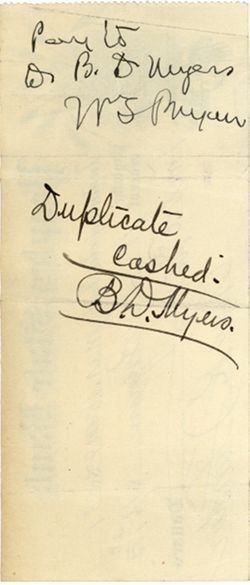 Pay to
Dr B. D Myers
W L Bryan
Duplicate
Cashed.
B. D. Myers.